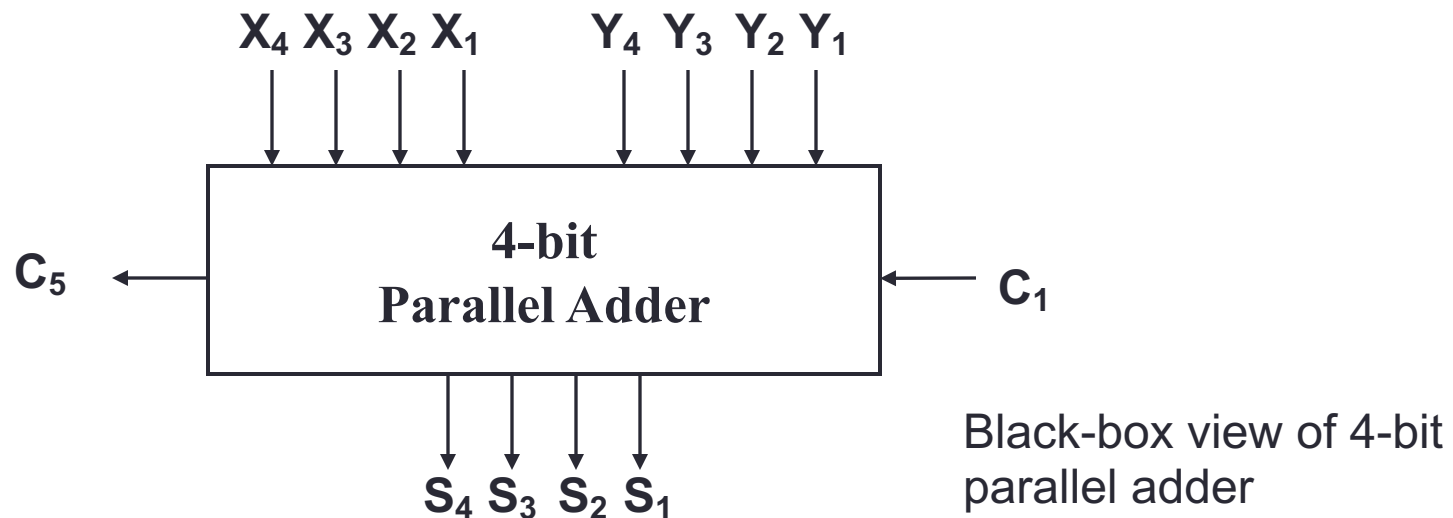 X₄ X₃ X₂ X₁ Y₄ Y₃ Y₂ Y₁
4-bit
Parallel Adder
C₅
C₁
S₄ S₃ S₂ S₁
Black-box view of 4-bit
parallel adder